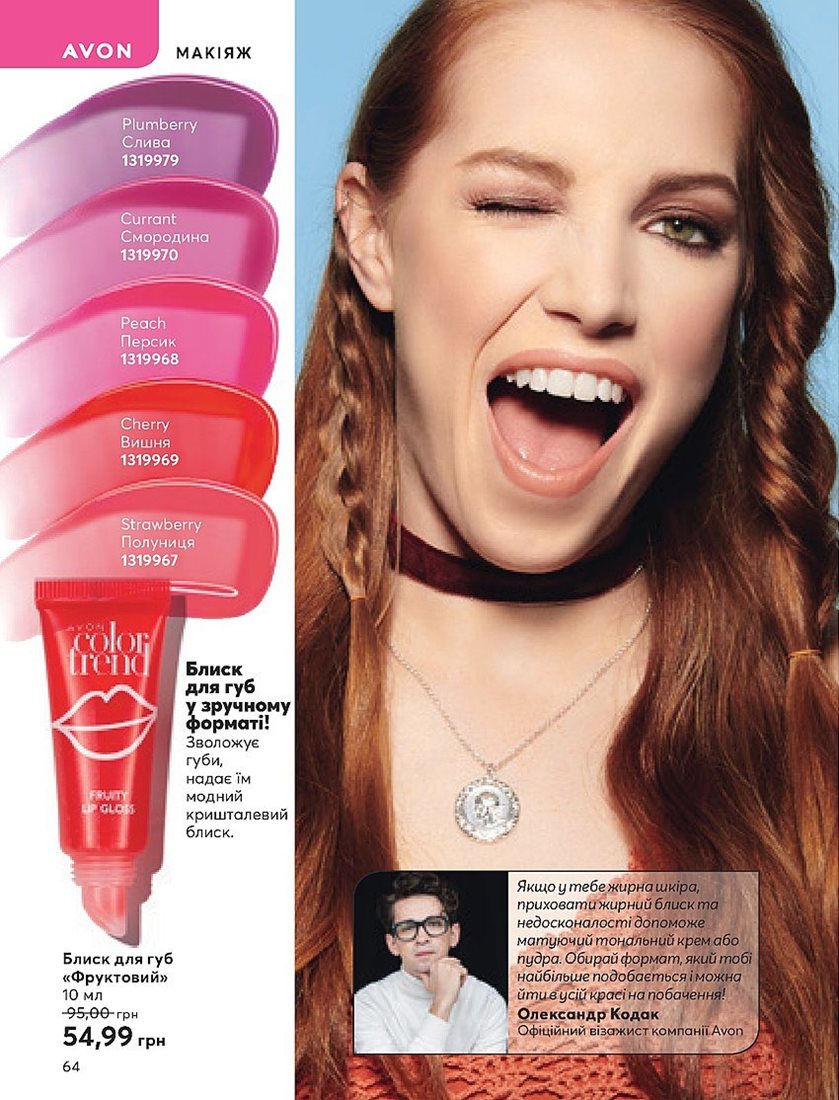 AVON
МАКІЯЖ
Plumberry
Слива
1319979
Currant
Смородина
1319970
Peach
Персик
1319968
Cherry
Вишня
1319969
Strawberry
Полуниця
1319967
AVON
color
trend
FRUITY
LIP GLOSS
Блиск
для губ
у зручному
форматі!
Зволожує
губи,
надає їм
модний
кришталевий
блиск.
Блиск для губ
«Фруктовий»
10 мл
95,00 грн
54,99 грн
64
Якщо у тебе жирна шкіра,
приховати жирний блиск та
недосконалості допоможе
матуючий тональний крем або
пудра. Обирай формат, який тобі
найбільше подобається і можна
йти в усій красі на побачення!
Олександр Кодак
Офіційний візажист компанії Avon